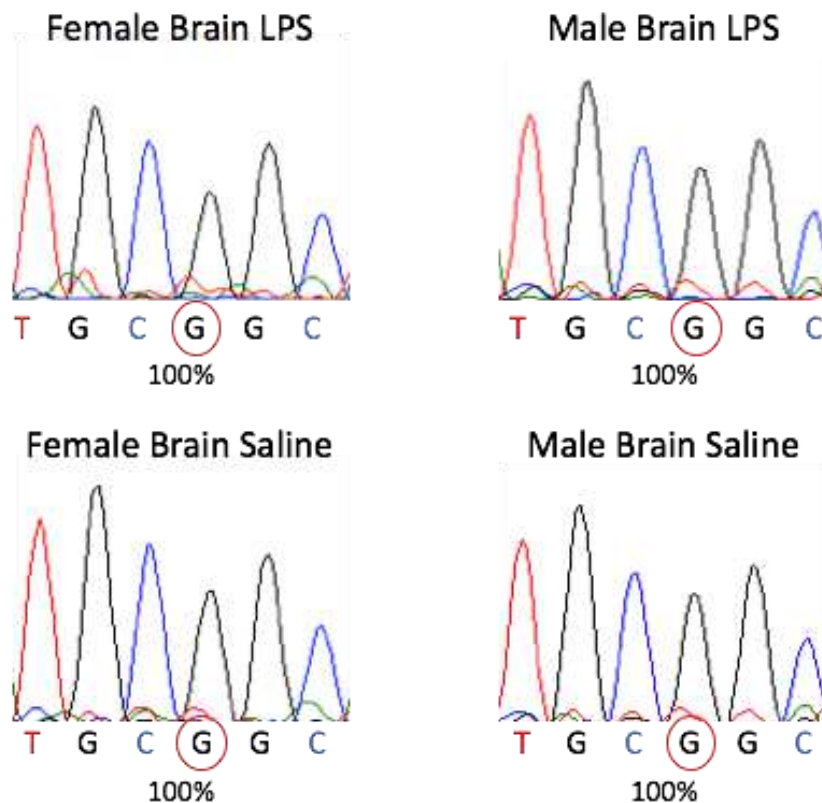 Female Brain LPS
Male Brain LPS
T G C G G C
T G C G G C
100%
100%
Female Brain Saline
Male Brain Saline
T G C G G C
T G C G G C
100%
100%